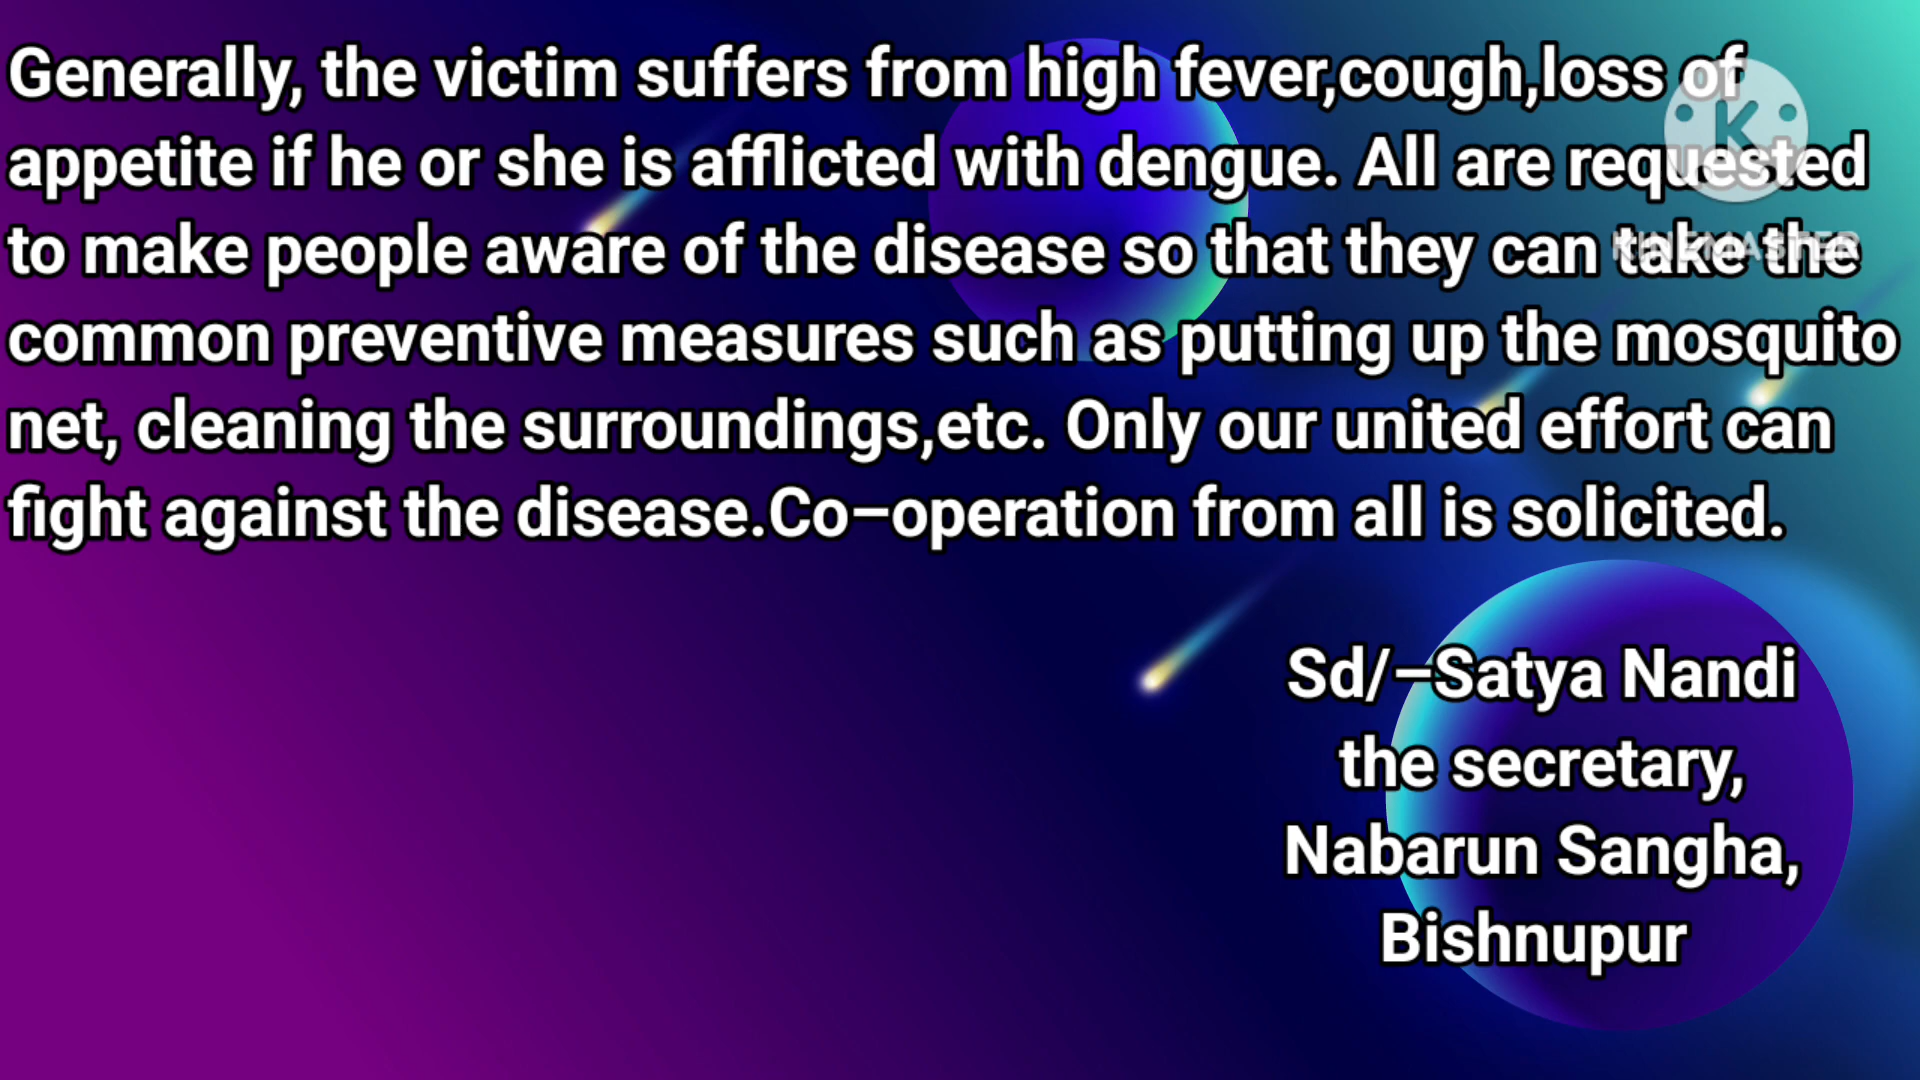 Generally, the victim suffers from high fever,cough,loss of
appetite if he or she is afflicted with dengue. All are requested
to make people aware of the disease so that they can take the
common preventive measures such as putting up the mosquito
net, cleaning the surroundings,etc. Only our united effort can
fight against the disease.Co–operation from all is solicited.
Sd/–Satya Nandi
the secretary,
Nabarun Sangha,
Bishnupur
K
KINEMASTER